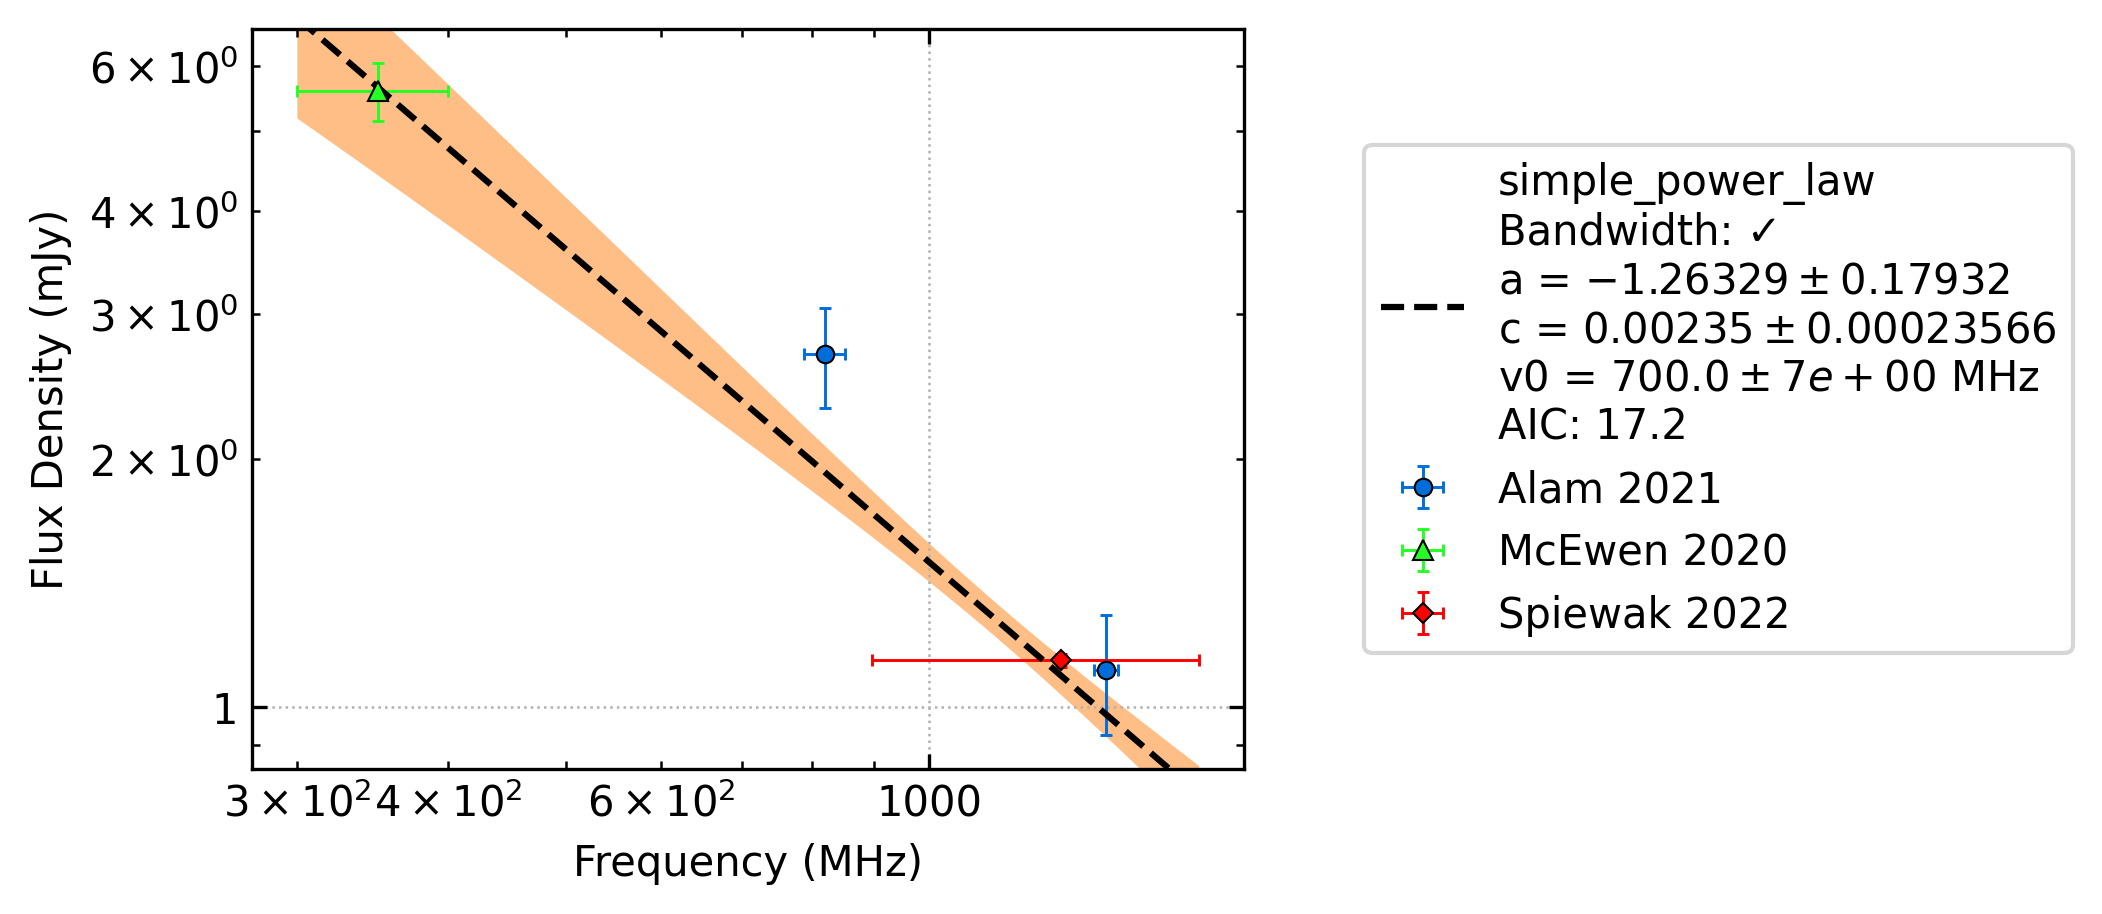 6 × 10⁰
4 × 10⁰
3 × 10⁰
2 × 10⁰
1
Flux Density (mJy)
3 × 10² 4 × 10² 6 × 10² 1000
Frequency (MHz)
simple_power_law
Bandwidth: ✓
a = −1.26329 ± 0.17932
c = 0.00235 ± 0.00023566
v0 = 700.0 ± 7e + 00 MHz
AIC: 17.2
Alam 2021
McEwen 2020
Spiewak 2022